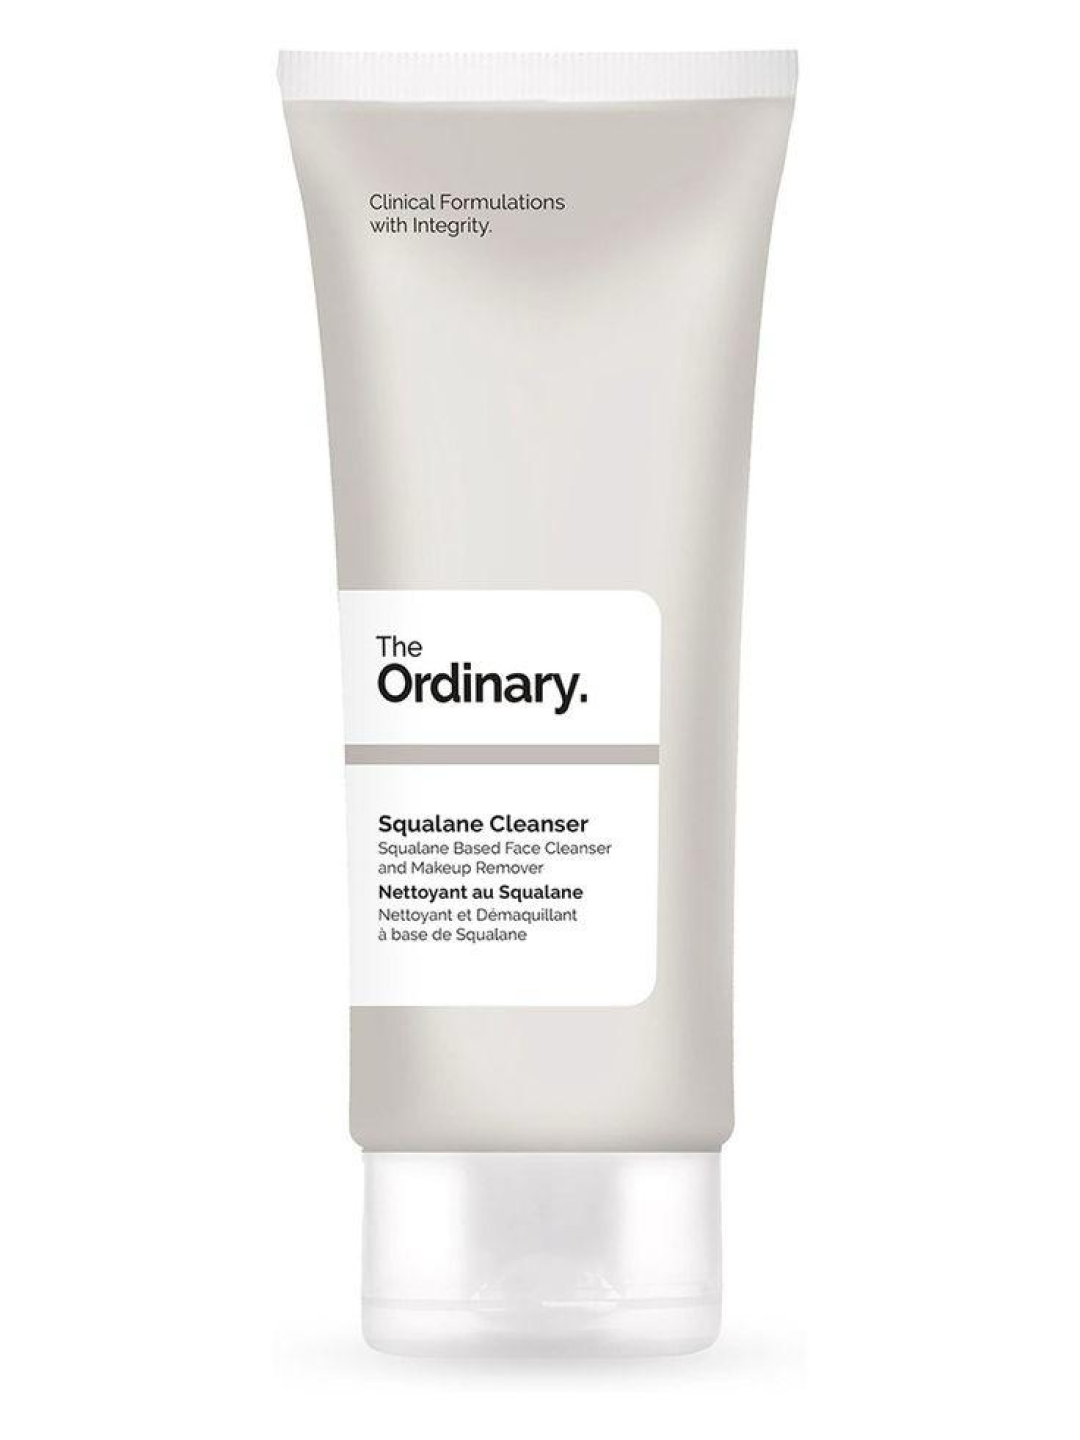 Clinical Formulations
with Integrity.
The
Ordinary.
Squalane Cleanser
Squalane Based Face Cleanser
and Makeup Remover
Nettoyant au Squalane
Nettoyant et Démaquillant
à base de Squalane